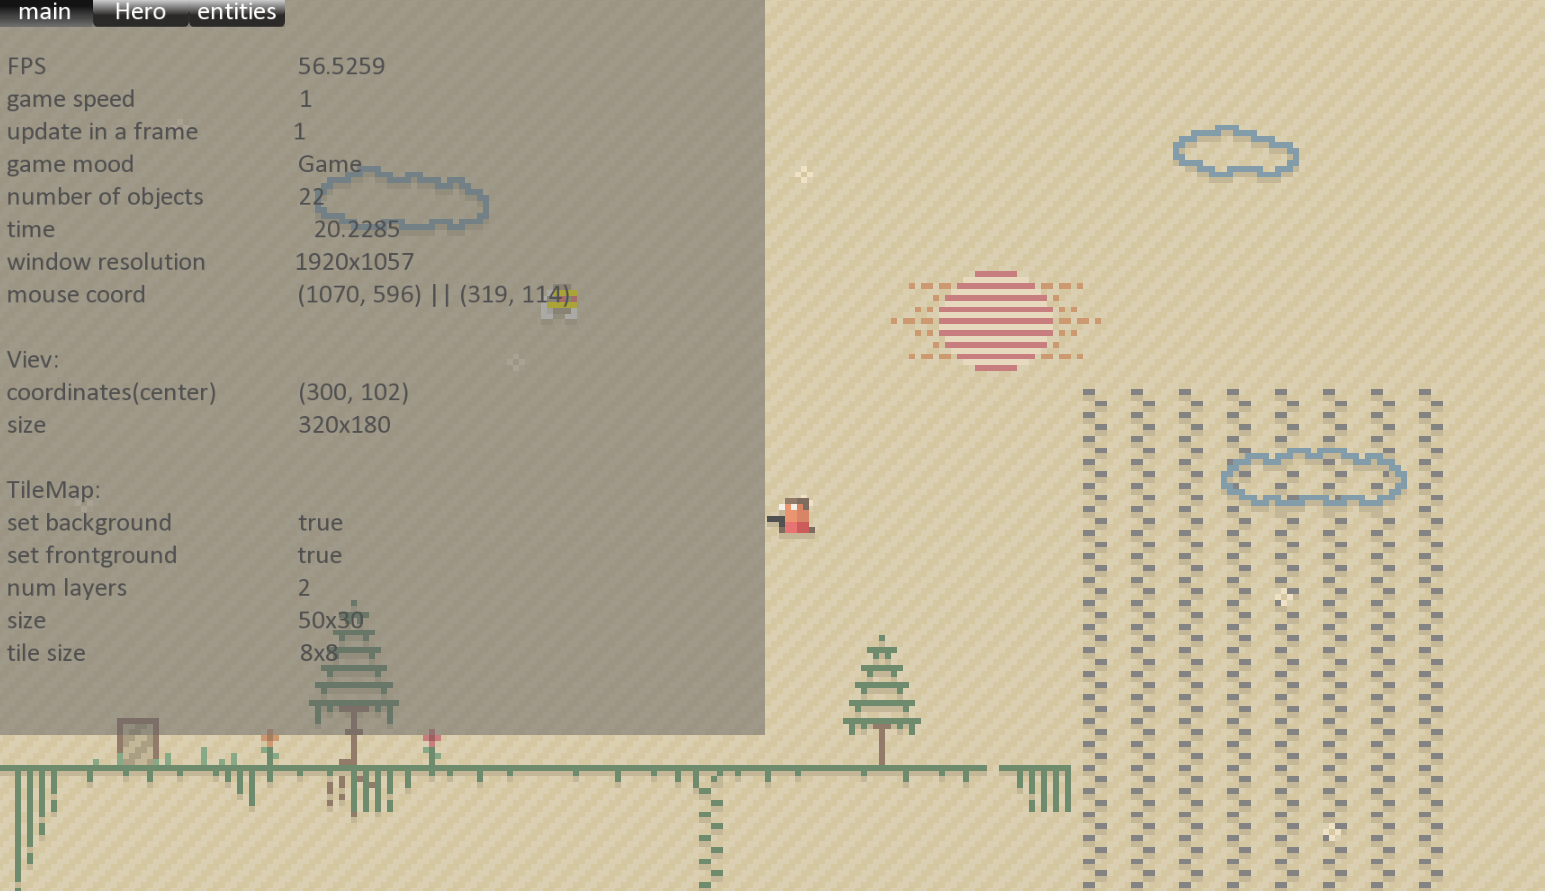 main Hero entities
FPS 56.5259
game speed 1
update in a frame 1
game mood Game
number of objects 22
time 20.2285
window resolution 1920x1057
mouse coord (1070, 596) || (319, 114)
Viev:
coordinates(center) (300, 102)
size 320x180
TileMap:
set background true
set frontground true
num layers 2
size 50x30
tile size 8x8